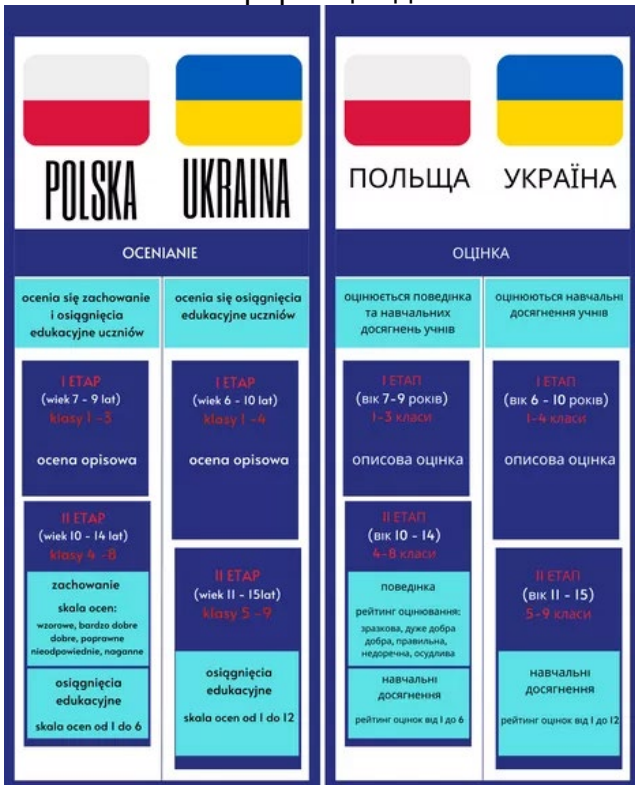 POLSKA
UKRAINA
OCENIANIE
ocenia się zachowanie
i osiągnięcia
edukacyjne uczniów
ocenia się osiągnięcia
edukacyjne uczniów
I ETAP
(wiek 7 - 9 lat)
klasy 1 -3
ocena opisowa
I ETAP
(wiek 6 - 10 lat)
klasy 1 -4
ocena opisowa
II ETAP
(wiek 10 - 14 lat)
klasy 4 -8
zachowanie
skala ocen:
wzorowe, bardzo dobre
dobre, poprawne
nieodpowiednie, naganne
osiągnięcia
edukacyjne
skala ocen od 1 do 6
II ETAP
(wiek 11 - 15lat)
klasy 5 -9
osiągnięcia
edukacyjne
skala ocen od 1 do 12
ПОЛЬЩА
УКРАЇНА
ОЦІНКА
оцінюється поведінка
та навчальних
досягнень учнів
оцінюються навчальні
досягнення учнів
I ЕТАП
(вік 7-9 років)
1-3 класи
описова оцінка
I ЕТАП
(вік 6 - 10 років)
1-4 класи
описова оцінка
II ЕТАП
(вік 10 - 14)
4-8 класи
поведінка
рейтинг оцінювання:
зразкова, дуже добра
добра, правильна,
недоречна, осудлива
навчальні
досягнення
рейтинг оцінок від 1 до 6
II ЕТАП
(вік 11 - 15)
5-9 класи
навчальні
досягнення
рейтинг оцінок від 1 до 12